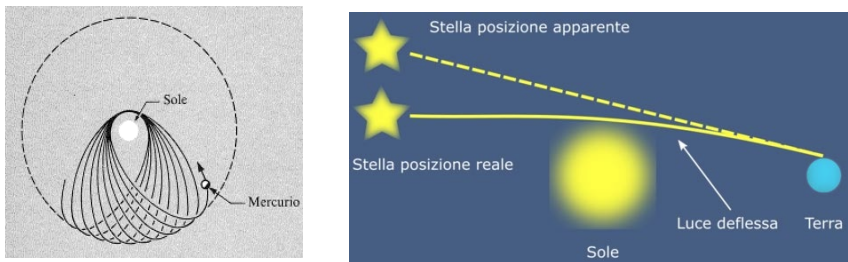 Sole
Mercurio
Stella posizione apparente
Stella posizione reale
Luce deflessa
Terra
Sole